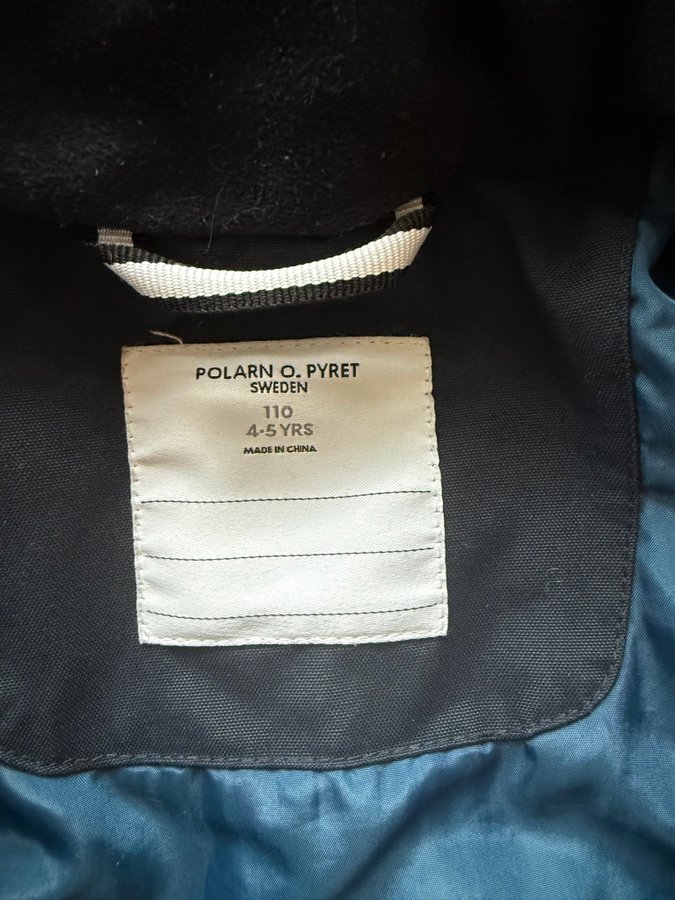 POLARN O. PYRET
SWEDEN
110
4-5 YRS
MADE IN CHINA